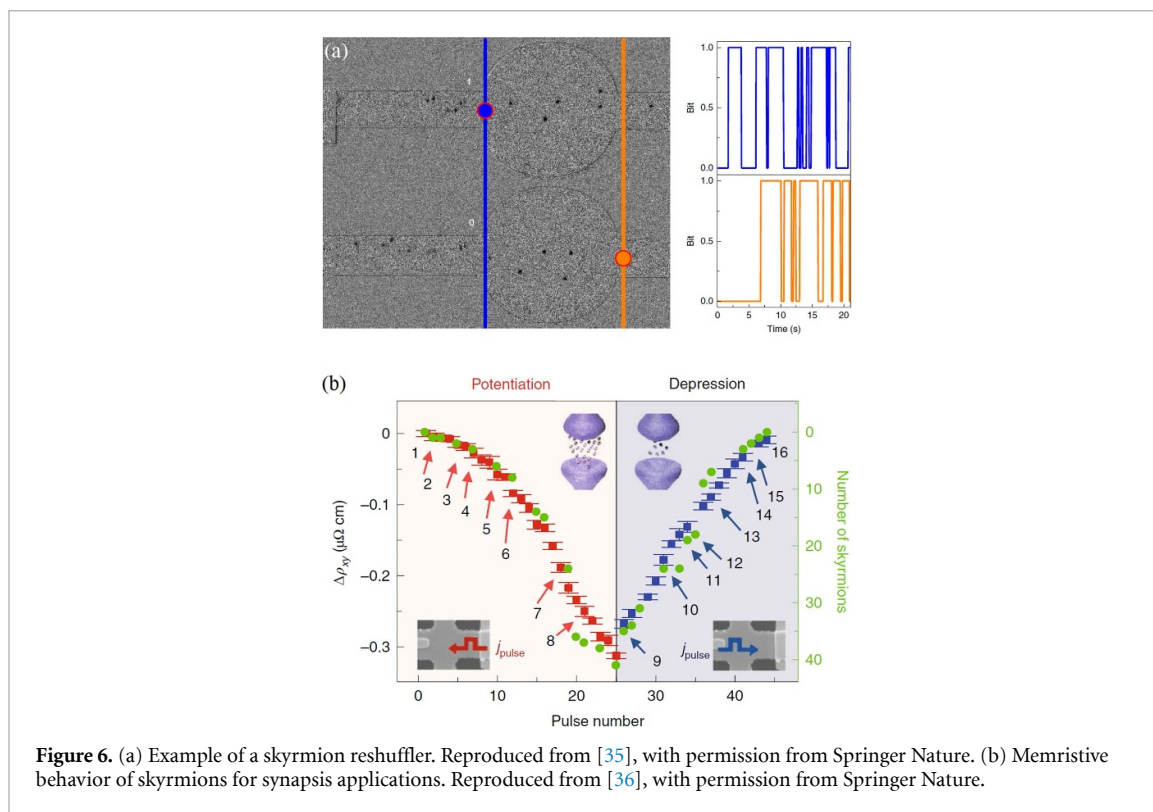 (a)
1
0
1.0
Bit
0.5
0.0
1.0
Bit
0.5
0.0
0 5 10 15 20
Time (s)
(b)
Potentiation Depression
0
−0.1
−0.2
−0.3
Δρxy (μΩ cm)
1
2
3
4
5
6
7
8
9
10
11
12
13
14
15
16
jpulse
jpulse
0
10
20
30
40
Number of skyrmions
0 10 20 30 40
Pulse number
Figure 6. (a) Example of a skyrmion reshuffler. Reproduced from [35], with permission from Springer Nature. (b) Memristive
behavior of skyrmions for synapsis applications. Reproduced from [36], with permission from Springer Nature.